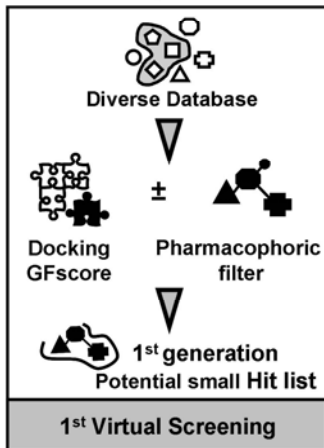 Diverse Database
±
Docking GFscore
Pharmacophoric filter
1st generation
Potential small Hit list
1st Virtual Screening